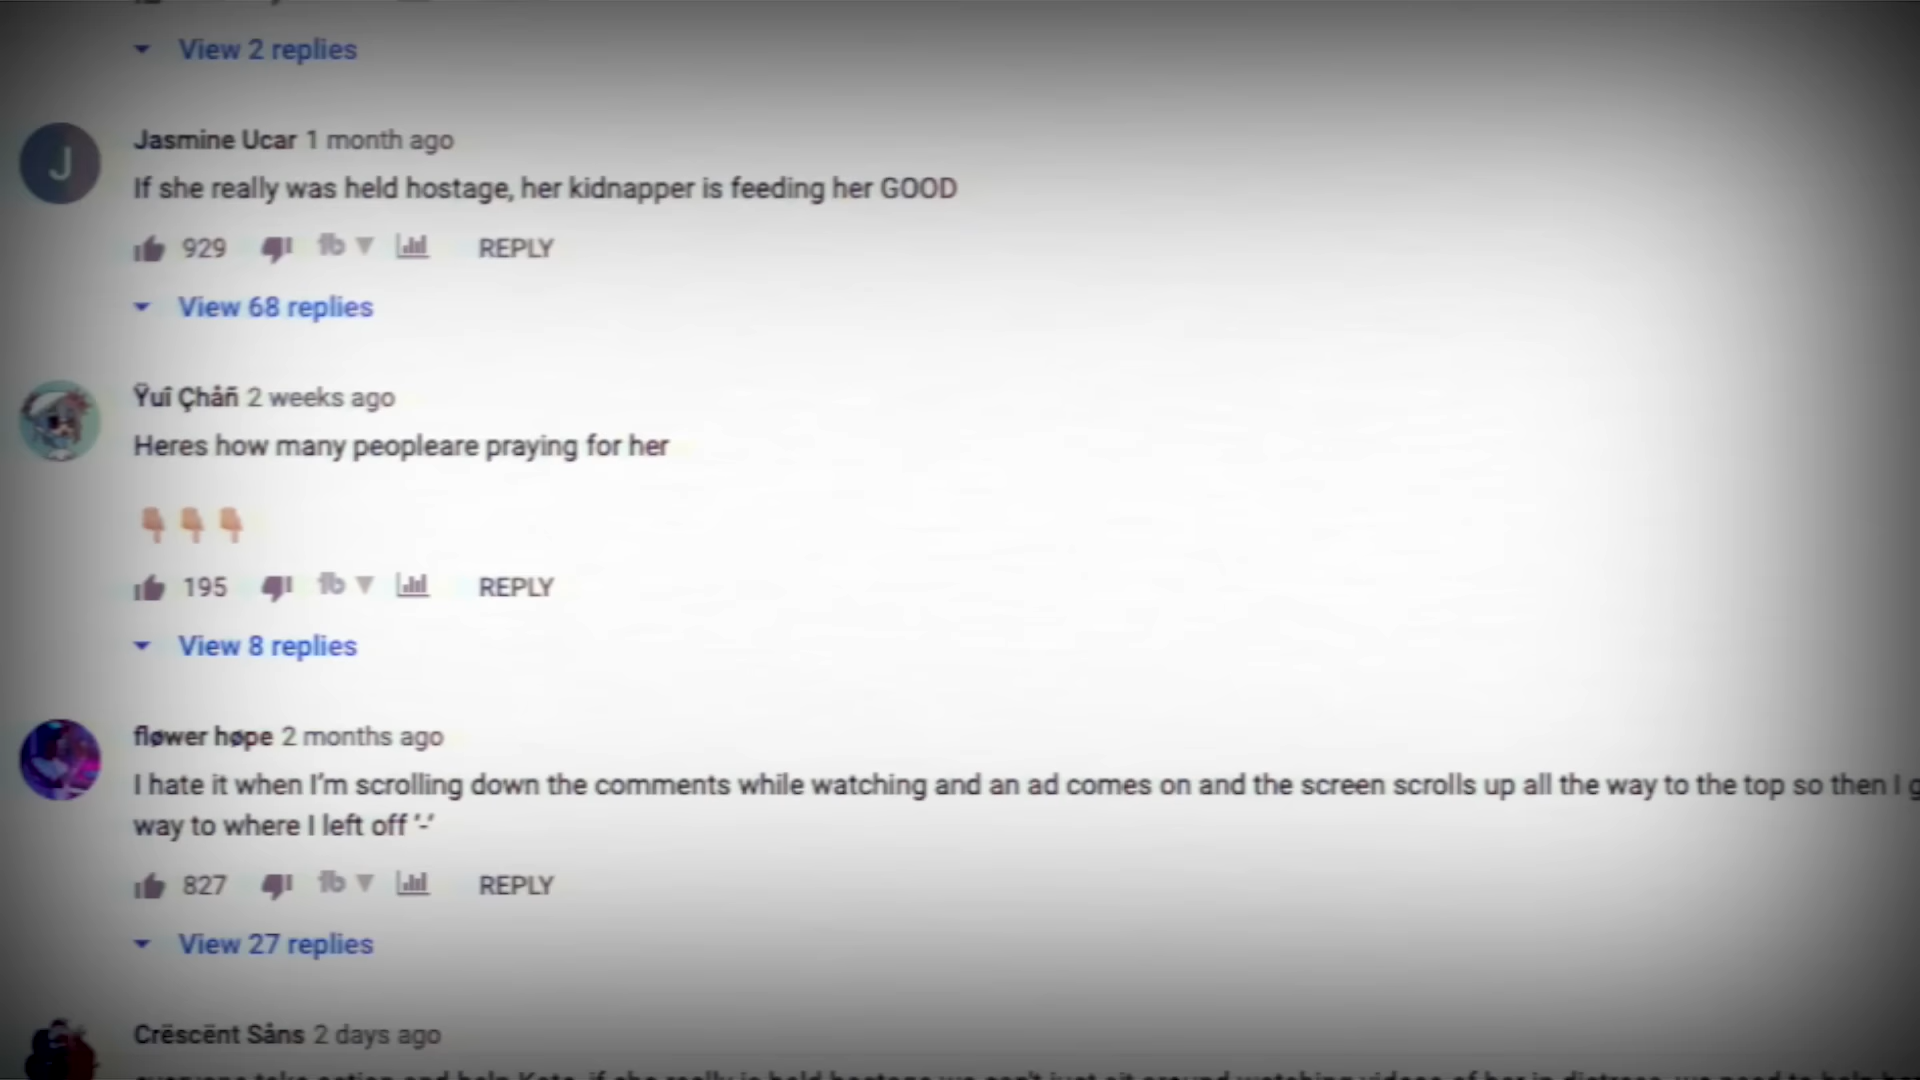 View 2 replies
J
Jasmine Ucar 1 month ago
If she really was held hostage, her kidnapper is feeding her GOOD
929 REPLY
View 68 replies
Ÿuî Çhåñ 2 weeks ago
Heres how many peopleare praying for her
195 REPLY
View 8 replies
fløwer høpe 2 months ago
I hate it when I'm scrolling down the comments while watching and an ad comes on and the screen scrolls up all the way to the top so then I
way to where I left off '-'
827 REPLY
View 27 replies
Crëscënt Såns 2 days ago